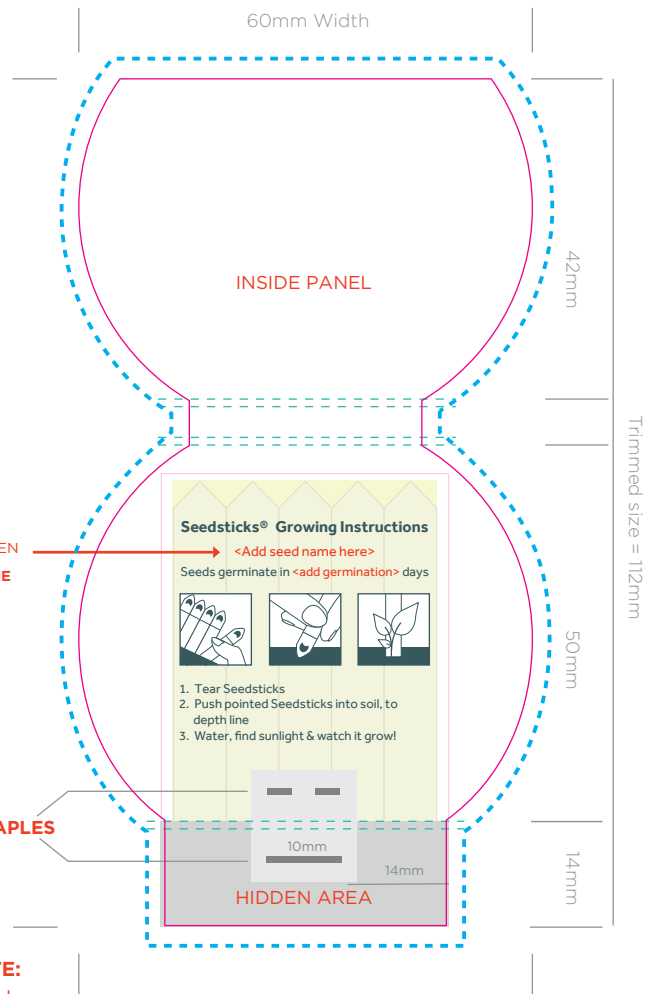 60mm Width
42mm
INSIDE PANEL
Trimmed size = 112mm
Seedsticks® Growing Instructions
<Add seed name here>
Seeds germinate in <add germination> days
50mm
1. Tear Seedsticks
2. Push pointed Seedsticks into soil, to
depth line
3. Water, find sunlight & watch it grow!
10mm
14mm
14mm
HIDDEN AREA